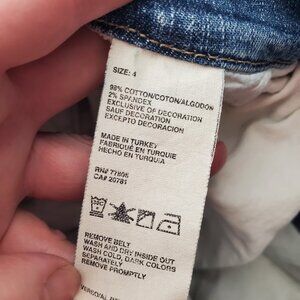 SIZE: 4
98% COTTON/COTON/ALGODON
2% SPANDEX
EXCLUSIVE OF DECORATION
SAUF DECORATION
EXCEPTO DECORACION
MADE IN TURKEY
FABRIQUÉ EN TURQUIE
HECHO EN TURQUIA
RN# 77805
CA# 20781
REMOVE BELT
WASH AND DRY INSIDE OUT
WASH COLD, DARK COLORS
SEPARATELY
REMOVE PROMPTLY